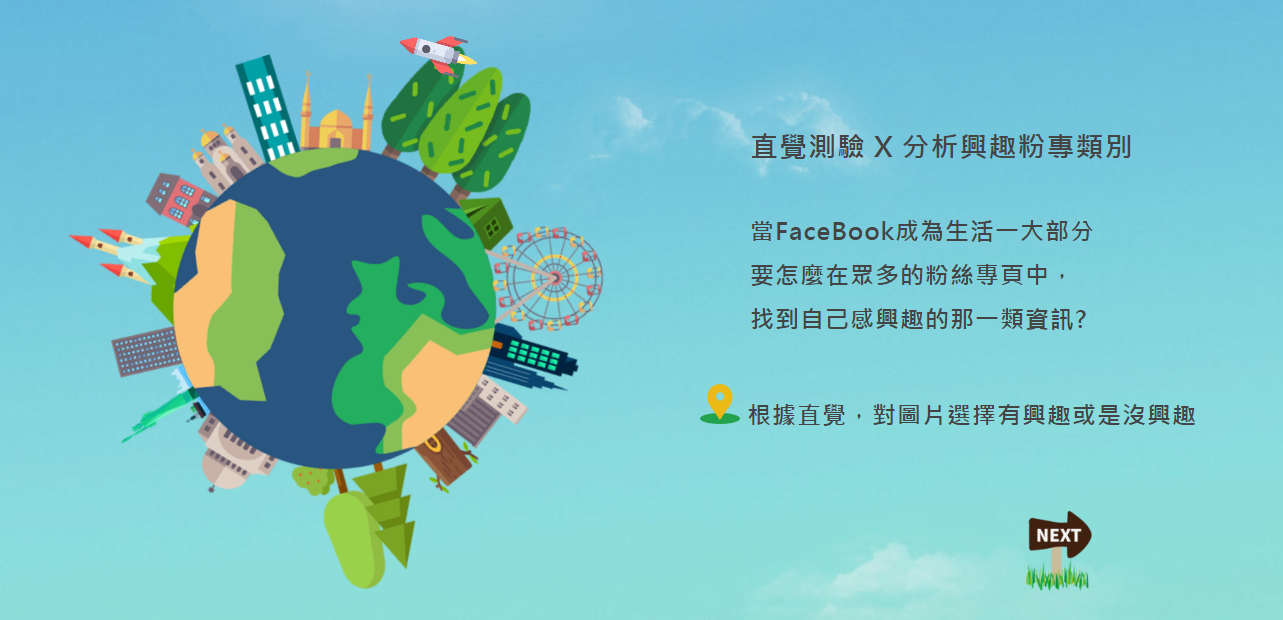 直覺測驗 X 分析興趣粉專類別
當FaceBook成為生活一大部分
要怎麼在眾多的粉絲專頁中，
找到自己感興趣的那一類資訊?
根據直覺，對圖片選擇有興趣或是沒興趣
NEXT